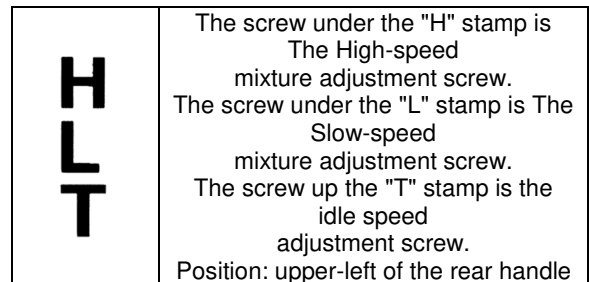 H
L
T
The screw under the "H" stamp is
The High-speed
mixture adjustment screw.
The screw under the "L" stamp is The
Slow-speed
mixture adjustment screw.
The screw up the "T" stamp is the
idle speed
adjustment screw.
Position: upper-left of the rear handle